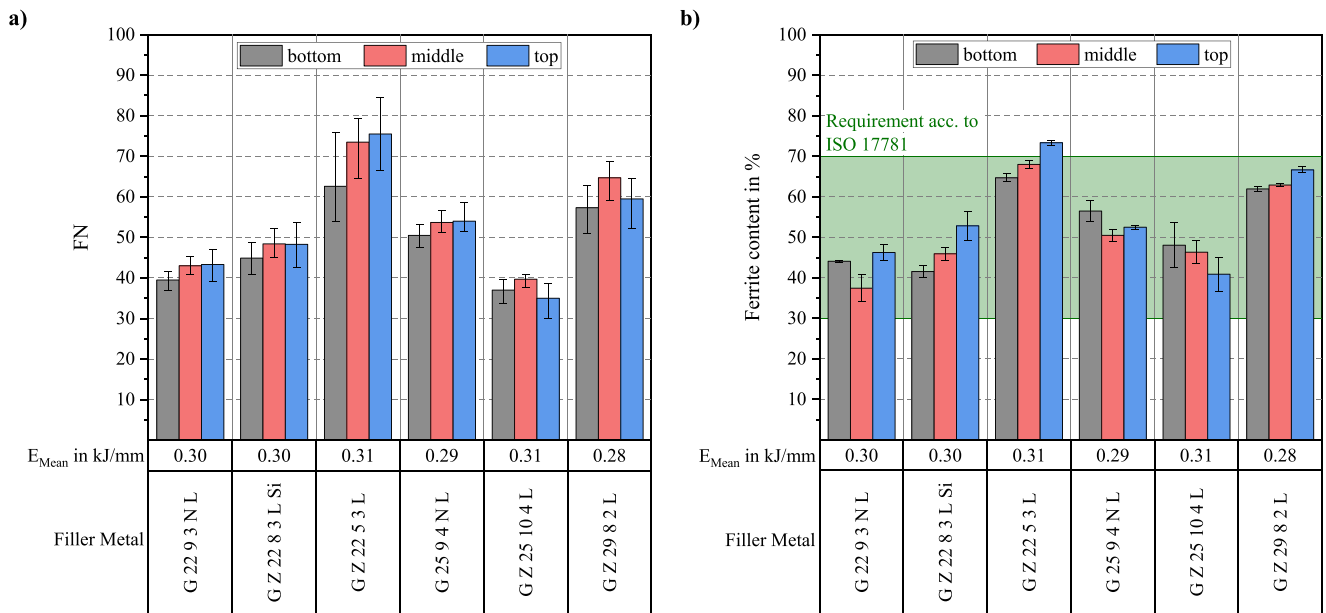 a)
FN
100
90
80
70
60
50
40
30
20
10
bottom middle top
E_Mean in kJ/mm 0.30 0.30 0.31 0.29 0.31 0.28
Filler Metal
G 22 9 3 N L
G Z 22 8 3 L Si
G Z 22 5 3 L
G 25 9 4 N L
G Z 25 10 4 L
G Z 29 8 2 L
b)
Ferrite content in %
100
90
80
70
60
50
40
30
20
10
bottom middle top
Requirement acc. to
ISO 17781
E_Mean in kJ/mm 0.30 0.30 0.31 0.29 0.31 0.28
Filler Metal
G 22 9 3 N L
G Z 22 8 3 L Si
G Z 22 5 3 L
G 25 9 4 N L
G Z 25 10 4 L
G Z 29 8 2 L